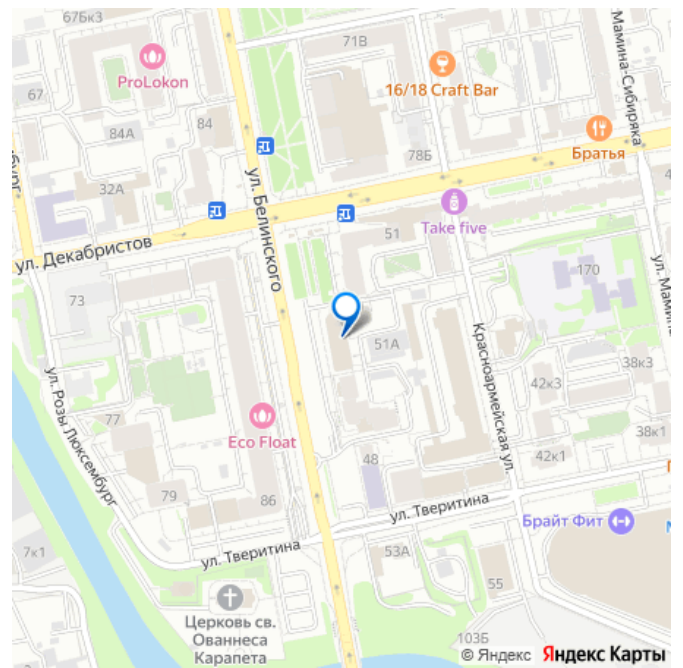 67Бк3
ProLokon
71В
16/18 Craft Bar
Мамина-Сибиряка
67
84А
84
78Б
Братья
32А
ул. Белинского
Take five
51
ул. Декабристов
73
170
51А
Красноармейская ул.
38к3
42к3
ул. Розы Люксембург
77
Eco Float
38к1
42к1
48
79
86
ул. Тверитина
ул. Тверитина
Брайт Фит
7к1
53А
55
Церковь св.
Ованнеса
Карапета
103Б
© Яндекс Яндекс Карты